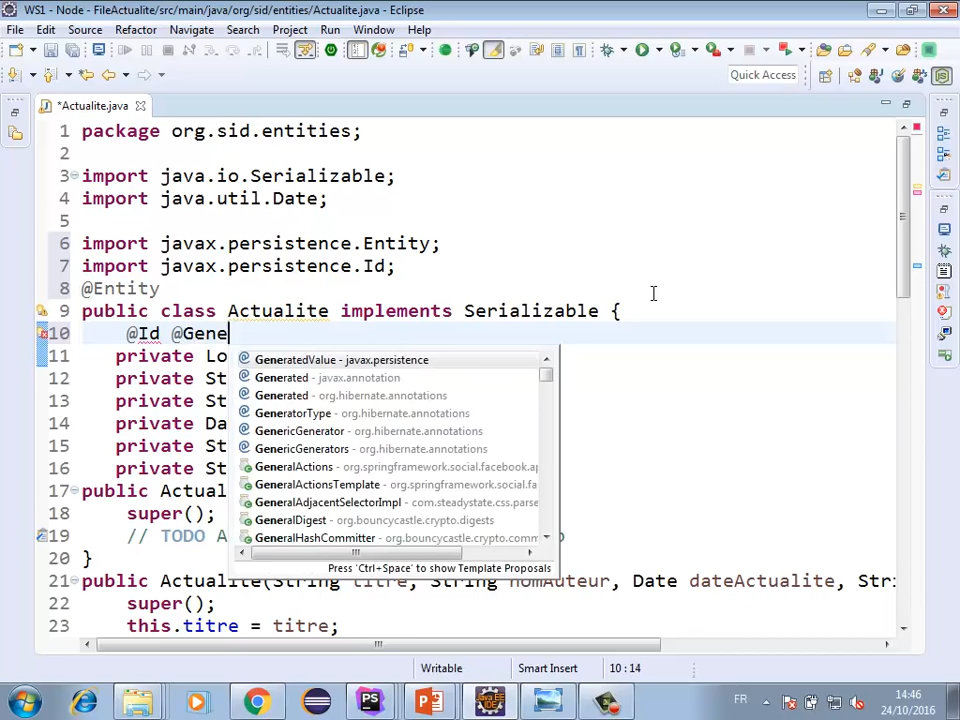 WS1 - Node - FileActualite/src/main/java/org/sid/entities/Actualite.java - Eclipse
File Edit Source Refactor Navigate Search Project Run Window Help
Quick Access
*Actualite.java
1 package org.sid.entities;
2
3 import java.io.Serializable;
4 import java.util.Date;
5
6 import javax.persistence.Entity;
7 import javax.persistence.Id;
8 @Entity
9 public class Actualite implements Serializable {
10 @Id @Gene
11 private Lo
12 private St
13 private St
14 private Da
15 private St
16 private St
17 public Actual
18 super();
19 // TODO A
20 }
21 public Actualite(String titre, String nomAuteur, Date dateActualite, Stri
22 super();
23 this.titre = titre;
GeneratedValue - javax.persistence
Generated - javax.annotation
Generated - org.hibernate.annotations
GeneratorType - org.hibernate.annotations
GenericGenerator - org.hibernate.annotations
GenericGenerators - org.hibernate.annotations
GeneralActions - org.springframework.social.facebook.ap
GeneralActionsTemplate - org.springframework.social.fa
GeneralAdjacentSelectorImpl - com.steadystate.css.parse
GeneralDigest - org.bouncycastle.crypto.digests
GeneralHashCommitter - org.bouncycastle.crypto.comm
Press 'Ctrl+Space' to show Template Proposals
Writable Smart Insert 10 : 14
FR 14:46
24/10/2016